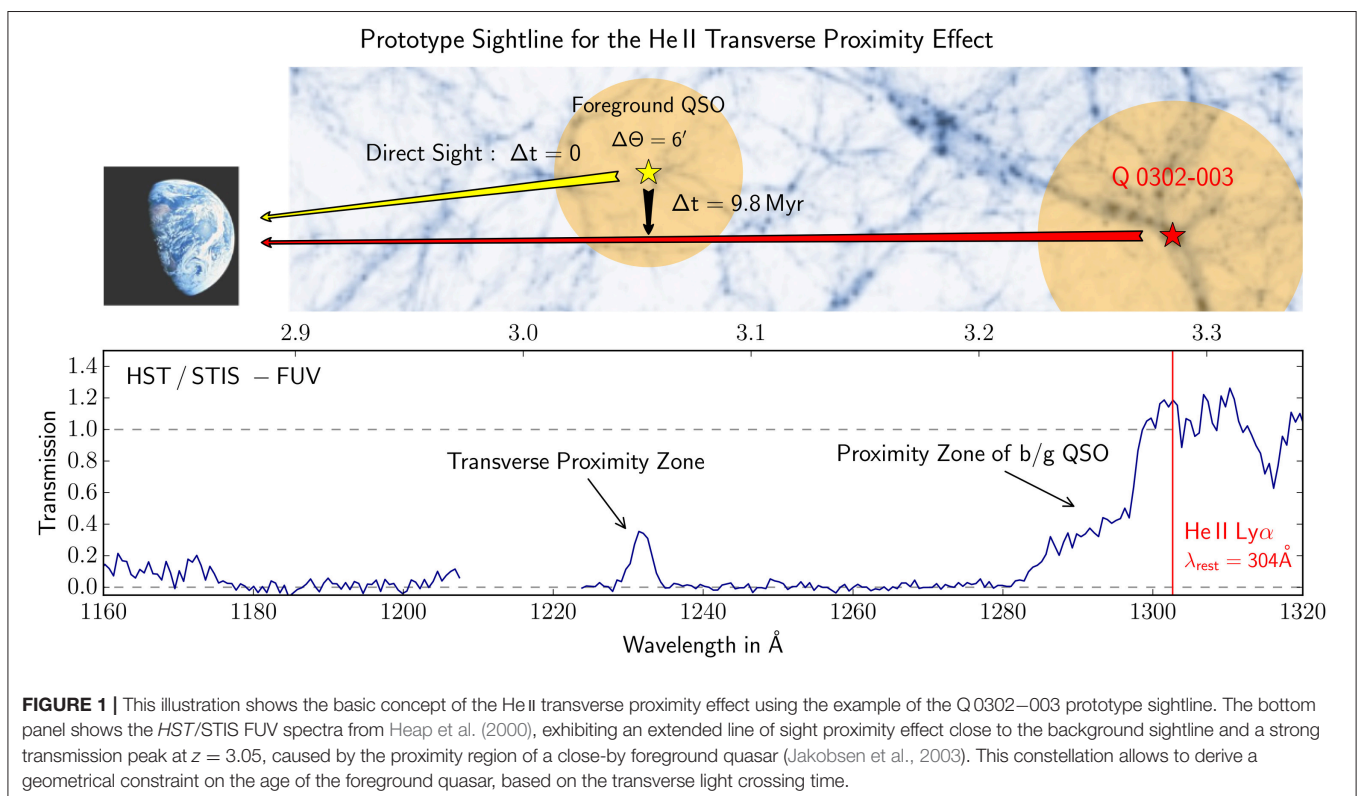 Prototype Sightline for the He II Transverse Proximity Effect
Foreground QSO
ΔΘ = 6′
Direct Sight : Δt = 0
Q 0302-003
Δt = 9.8 Myr
2.9 3.0 3.1 3.2 3.3
HST / STIS − FUV
Transmission
1.4
1.2
1.0
0.8
0.6
0.4
0.2
0.0
Transverse Proximity Zone
Proximity Zone of b/g QSO
He II Lyα
λrest = 304Å
1160 1180 1200 1220 1240 1260 1280 1300 1320
Wavelength in Å
FIGURE 1 | This illustration shows the basic concept of the He II transverse proximity effect using the example of the Q 0302−003 prototype sightline. The bottom
panel shows the HST/STIS FUV spectra from Heap et al. (2000), exhibiting an extended line of sight proximity effect close to the background sightline and a strong
transmission peak at z = 3.05, caused by the proximity region of a close-by foreground quasar (Jakobsen et al., 2003). This constellation allows to derive a
geometrical constraint on the age of the foreground quasar, based on the transverse light crossing time.